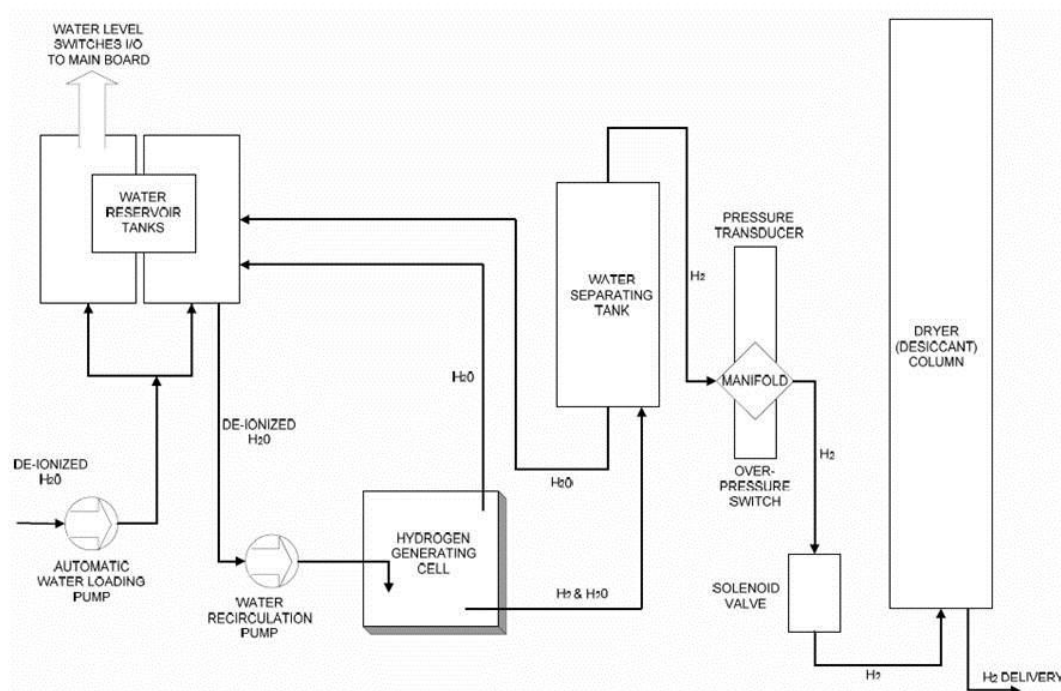 WATER LEVEL
SWITCHES I/O
TO MAIN BOARD
WATER
RESERVOIR
TANKS
WATER
SEPARATING
TANK
PRESSURE
TRANSDUCER
H2
DRYER
(DESICCANT)
COLUMN
MANIFOLD
H20
DE-IONIZED
H20
H2
DE-IONIZED
H20
H20
OVER-
PRESSURE
SWITCH
HYDROGEN
GENERATING
CELL
AUTOMATIC
WATER LOADING
PUMP
SOLENOID
VALVE
H2 & H20
WATER
RECIRCULATION
PUMP
H2
H2 DELIVERY